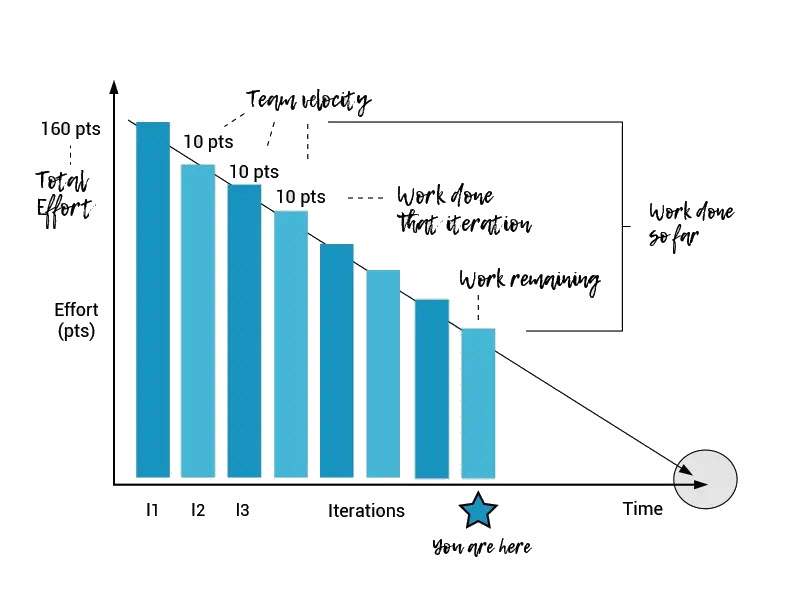 Team velocity
160 pts
10 pts
10 pts
10 pts
Total
Effort
Work done
that iteration
Work done
so far
Work remaining
Effort
(pts)
I1
I2
I3
Iterations
Time
You are here